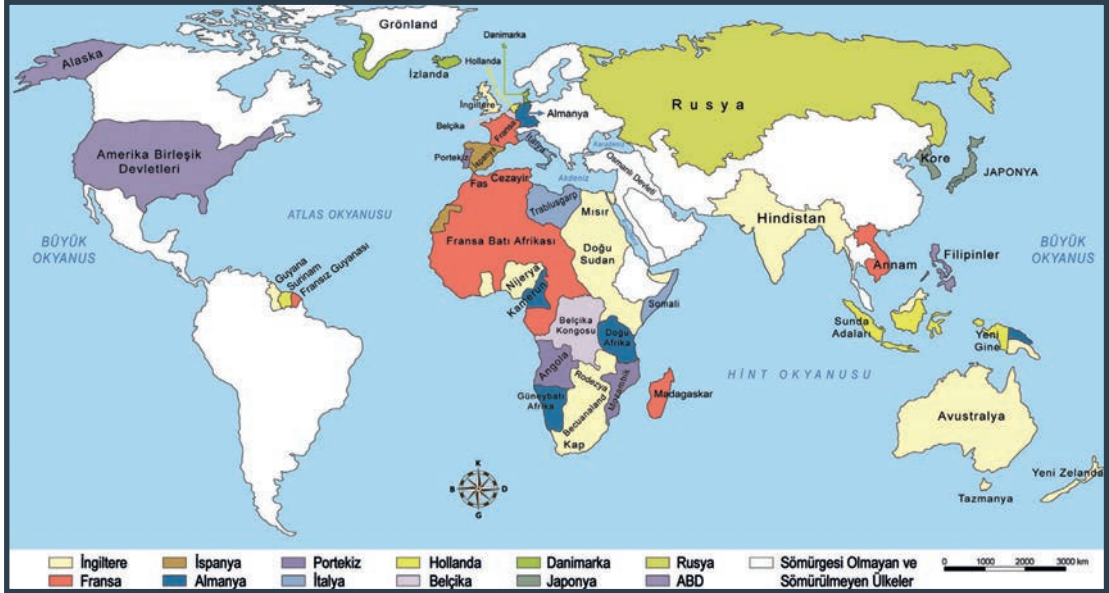 Grönland
Danimarka
Alaska
Hollanda
İzlanda
İngiltere
Rusya
Almanya
Belçika
Fransa
Amerika Birleşik
Devletleri
İtalya
Karadeniz
Portekiz
İspanya
Osmanlı Devleti
Kore
JAPONYA
Akdeniz
Fas
Cezayir
Trablusgarp
Mısır
Hindistan
ATLAS OKYANUSU
BÜYÜK
OKYANUS
Fransa Batı Afrikası
Doğu
Sudan
BÜYÜK
OKYANUS
Filipinler
Annam
Guyana
Surinam
Fransız Guyanası
Nijerya
Kamerun
Somali
Belçika
Kongosu
Doğu
Afrika
Sunda
Adaları
Yeni
Gine
Angola
HİNT OKYANUSU
Rodezya
Mozambik
Madagaskar
Güneybatı
Afrika
Becuanaland
Kap
Avustralya
Yeni Zelanda
Tazmanya
K
B
D
G
İngiltere
İspanya
Portekiz
Hollanda
Danimarka
Rusya
Sömürgesi Olmayan ve
Sömürülmeyen Ülkeler
Fransa
Almanya
İtalya
Belçika
Japonya
ABD
0 1000 2000 3000 km